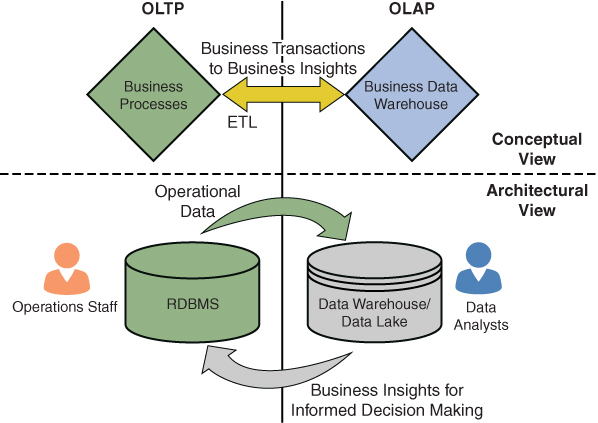 OLTP
OLAP
Business Transactions
to Business Insights
Business
Processes
Business Data
Warehouse
ETL
Conceptual
View
Architectural
View
Operational
Data
Operations Staff
RDBMS
Data Warehouse/
Data Lake
Data
Analysts
Business Insights for
Informed Decision Making